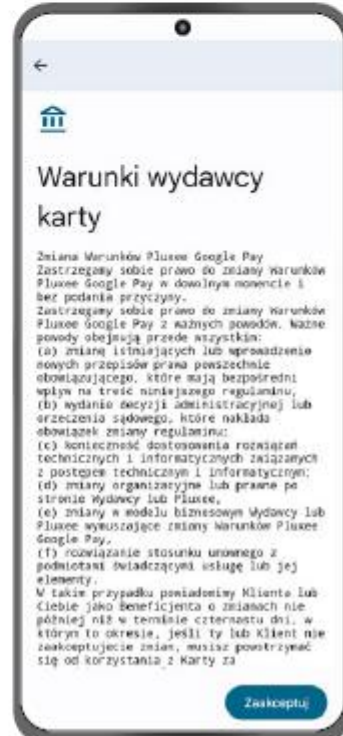 Warunki wydawcy
karty
Zmiana Warunków Pluxee Google Pay
Zastrzegamy sobie prawo do zmiany Warunków
Pluxee Google Pay w dowolnym momencie i
bez podania przyczyny.
Zastrzegamy sobie prawo do zmiany Warunków
Pluxee Google Pay z ważnych powodów. Ważne
powody obejmują przede wszystkim:
(a) zmianę istniejących lub wprowadzenie
nowych przepisów prawa powszechnie
obowiązującego, które mają bezpośredni
wpływ na treść niniejszego regulaminu,
(b) wydanie decyzji administracyjnej lub
orzeczenia sądowego, które nakłada
obowiązek zmiany regulaminu;
(c) konieczność dostosowania rozwiązań
technicznych i informatycznych związanych
z postępem technicznym i informatycznym;
(d) zmiany organizacyjne lub prawne po
stronie Wydawcy lub Pluxee,
(e) zmiany w modelu biznesowym Wydawcy lub
Pluxee wymuszające zmiany Warunków Pluxee
Google Pay,
(f) rozwiązanie stosunku umownego z
podmiotami świadczącymi usługę lub jej
elementy.
W takim przypadku powiadomimy Klienta lub
Ciebie jako Beneficjenta o zmianach nie
później niż w terminie czternastu dni, w
którym to okresie, jeśli ty lub Klient nie
zaakceptujecie zmian, musisz powstrzymać
się od korzystania z Karty za
Zaakceptuj